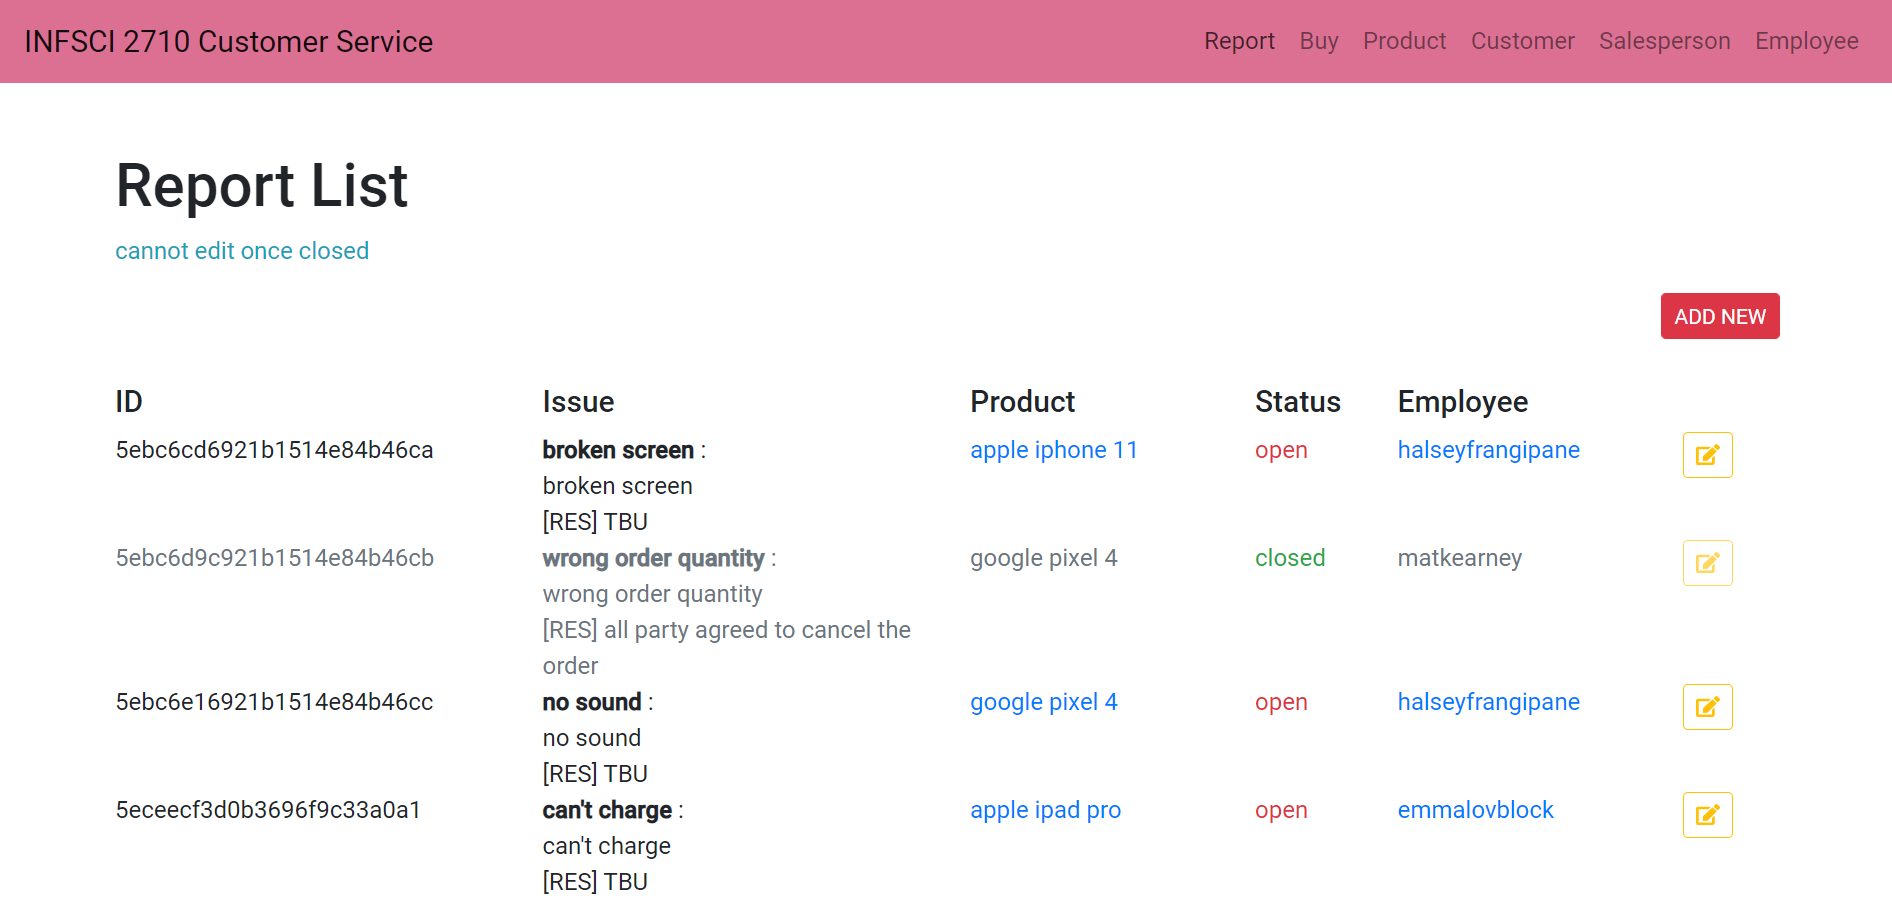 INFSCI 2710 Customer Service Report Buy Product Customer Salesperson Employee
Report List
cannot edit once closed
ADD NEW
ID Issue Product Status Employee
5ebc6cd6921b1514e84b46ca broken screen : apple iphone 11 open halseyfrangipane
broken screen
[RES] TBU
5ebc6d9c921b1514e84b46cb wrong order quantity : google pixel 4 closed matkearney
wrong order quantity
[RES] all party agreed to cancel the
order
5ebc6e16921b1514e84b46cc no sound : google pixel 4 open halseyfrangipane
no sound
[RES] TBU
5eceecf3d0b3696f9c33a0a1 can't charge : apple ipad pro open emmalovblock
can't charge
[RES] TBU